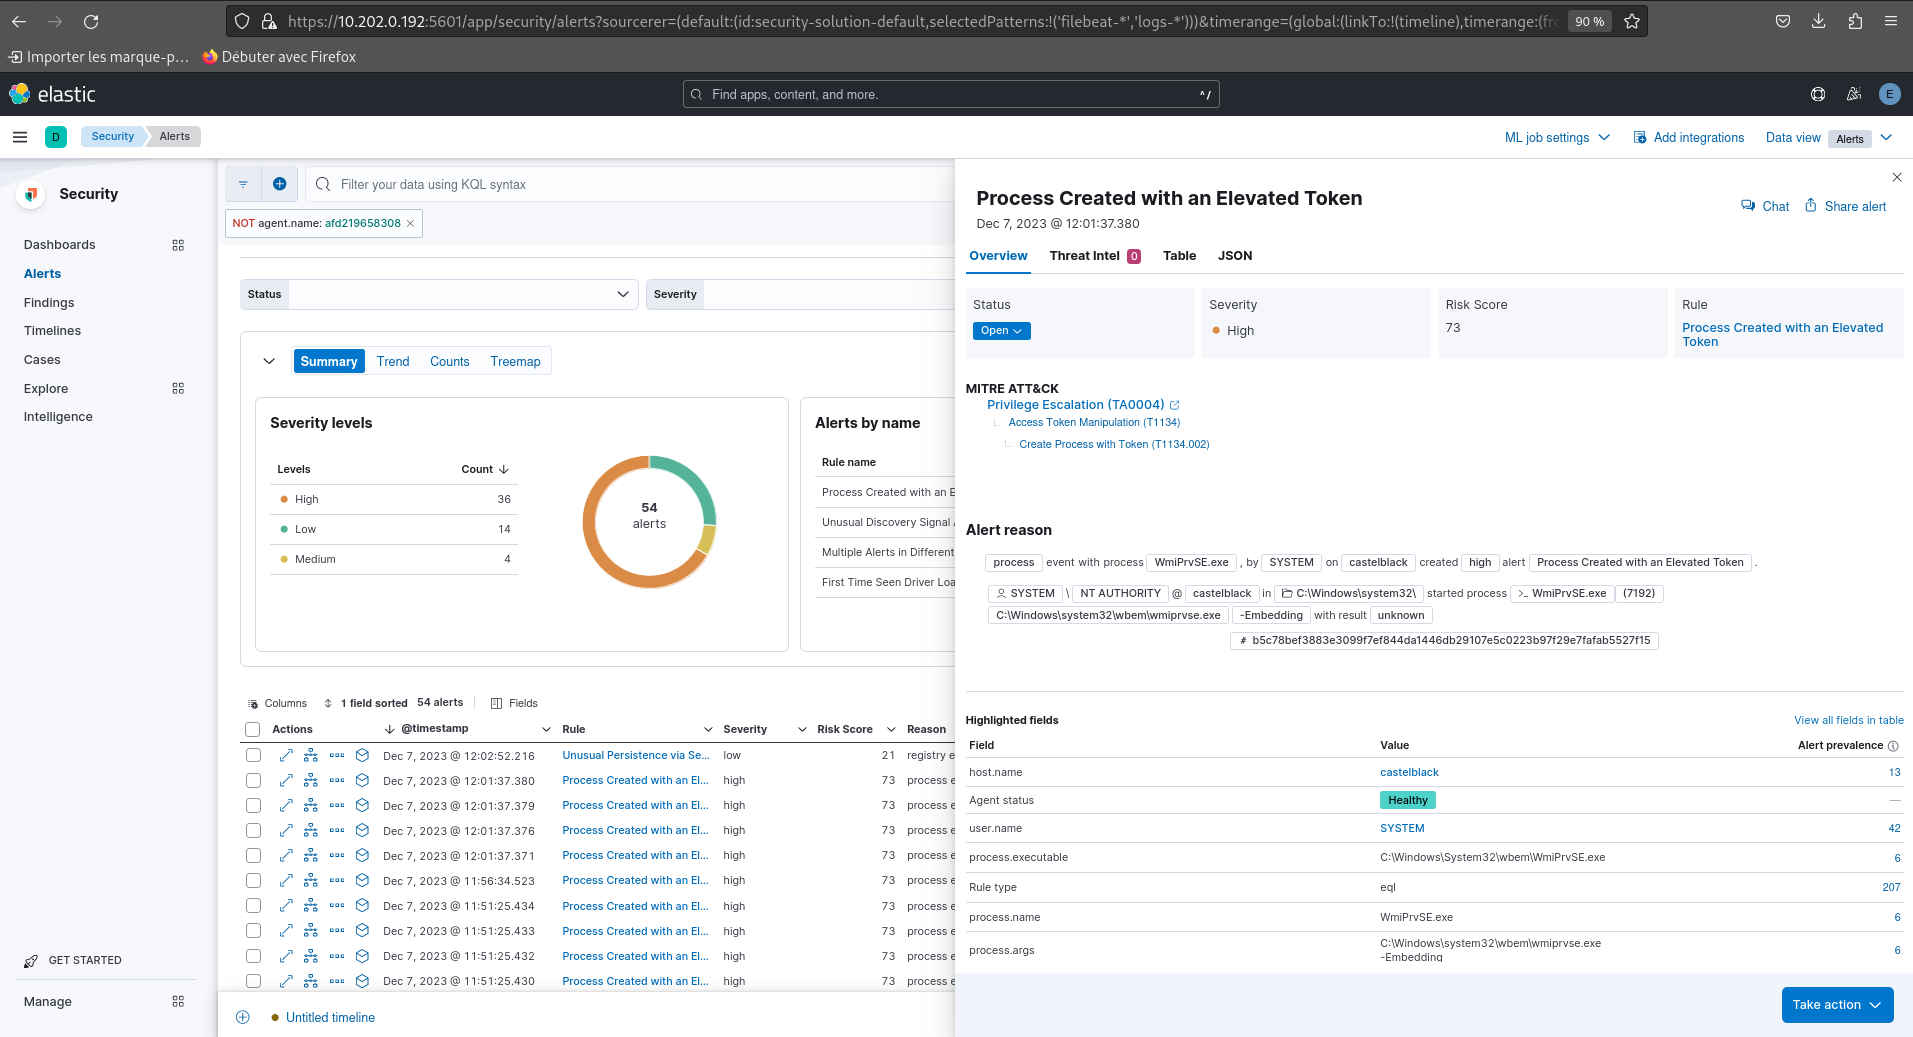 https://10.202.0.192:5601/app/security/alerts?sourcerer=(default:(id:security-solution-default,selectedPatterns:!('filebeat-*','logs-*')))&timerange=(global:(linkTo:!(timeline),timerange:(fro
90 %
Importer les marque-p…
Débuter avec Firefox
elastic
Find apps, content, and more.
^/
E
D
Security
Alerts
ML job settings
Add integrations
Data view
Alerts
Security
Dashboards
Alerts
Findings
Timelines
Cases
Explore
Intelligence
GET STARTED
Manage
Filter your data using KQL syntax
NOT agent.name: afd219658308
Status
Severity
Summary
Trend
Counts
Treemap
Severity levels
Levels Count
High 36
Low 14
Medium 4
54
alerts
Alerts by name
Rule name
Process Created with an E
Unusual Discovery Signal
Multiple Alerts in Different
First Time Seen Driver Loa
Columns
1 field sorted
54 alerts
Fields
Actions @timestamp Rule Severity Risk Score Reason
Dec 7, 2023 @ 12:02:52.216 Unusual Persistence via Se... low 21 registry e
Dec 7, 2023 @ 12:01:37.380 Process Created with an El... high 73 process e
Dec 7, 2023 @ 12:01:37.379 Process Created with an El... high 73 process e
Dec 7, 2023 @ 12:01:37.376 Process Created with an El... high 73 process e
Dec 7, 2023 @ 12:01:37.371 Process Created with an El... high 73 process e
Dec 7, 2023 @ 11:56:34.523 Process Created with an El... high 73 process e
Dec 7, 2023 @ 11:51:25.434 Process Created with an El... high 73 process e
Dec 7, 2023 @ 11:51:25.433 Process Created with an El... high 73 process e
Dec 7, 2023 @ 11:51:25.432 Process Created with an El... high 73 process e
Dec 7, 2023 @ 11:51:25.430 Process Created with an El... high 73 process e
Untitled timeline
Process Created with an Elevated Token
Dec 7, 2023 @ 12:01:37.380
Chat
Share alert
Overview
Threat Intel 0
Table
JSON
Status
Open
Severity
High
Risk Score
73
Rule
Process Created with an Elevated
Token
MITRE ATT&CK
Privilege Escalation (TA0004)
Access Token Manipulation (T1134)
Create Process with Token (T1134.002)
Alert reason
process event with process WmiPrvSE.exe , by SYSTEM on castelblack created high alert Process Created with an Elevated Token .
SYSTEM \ NT AUTHORITY @ castelblack in C:\Windows\system32\ started process >_ WmiPrvSE.exe (7192)
C:\Windows\system32\wbem\wmiprvse.exe -Embedding with result unknown
# b5c78bef3883e3099f7ef844da1446db29107e5c0223b97f29e7fafab5527f15
Highlighted fields
View all fields in table
Field Value Alert prevalence
host.name castelblack 13
Agent status Healthy —
user.name SYSTEM 42
process.executable C:\Windows\System32\wbem\WmiPrvSE.exe 6
Rule type eql 207
process.name WmiPrvSE.exe 6
process.args C:\Windows\system32\wbem\wmiprvse.exe 6
-Embedding
Take action